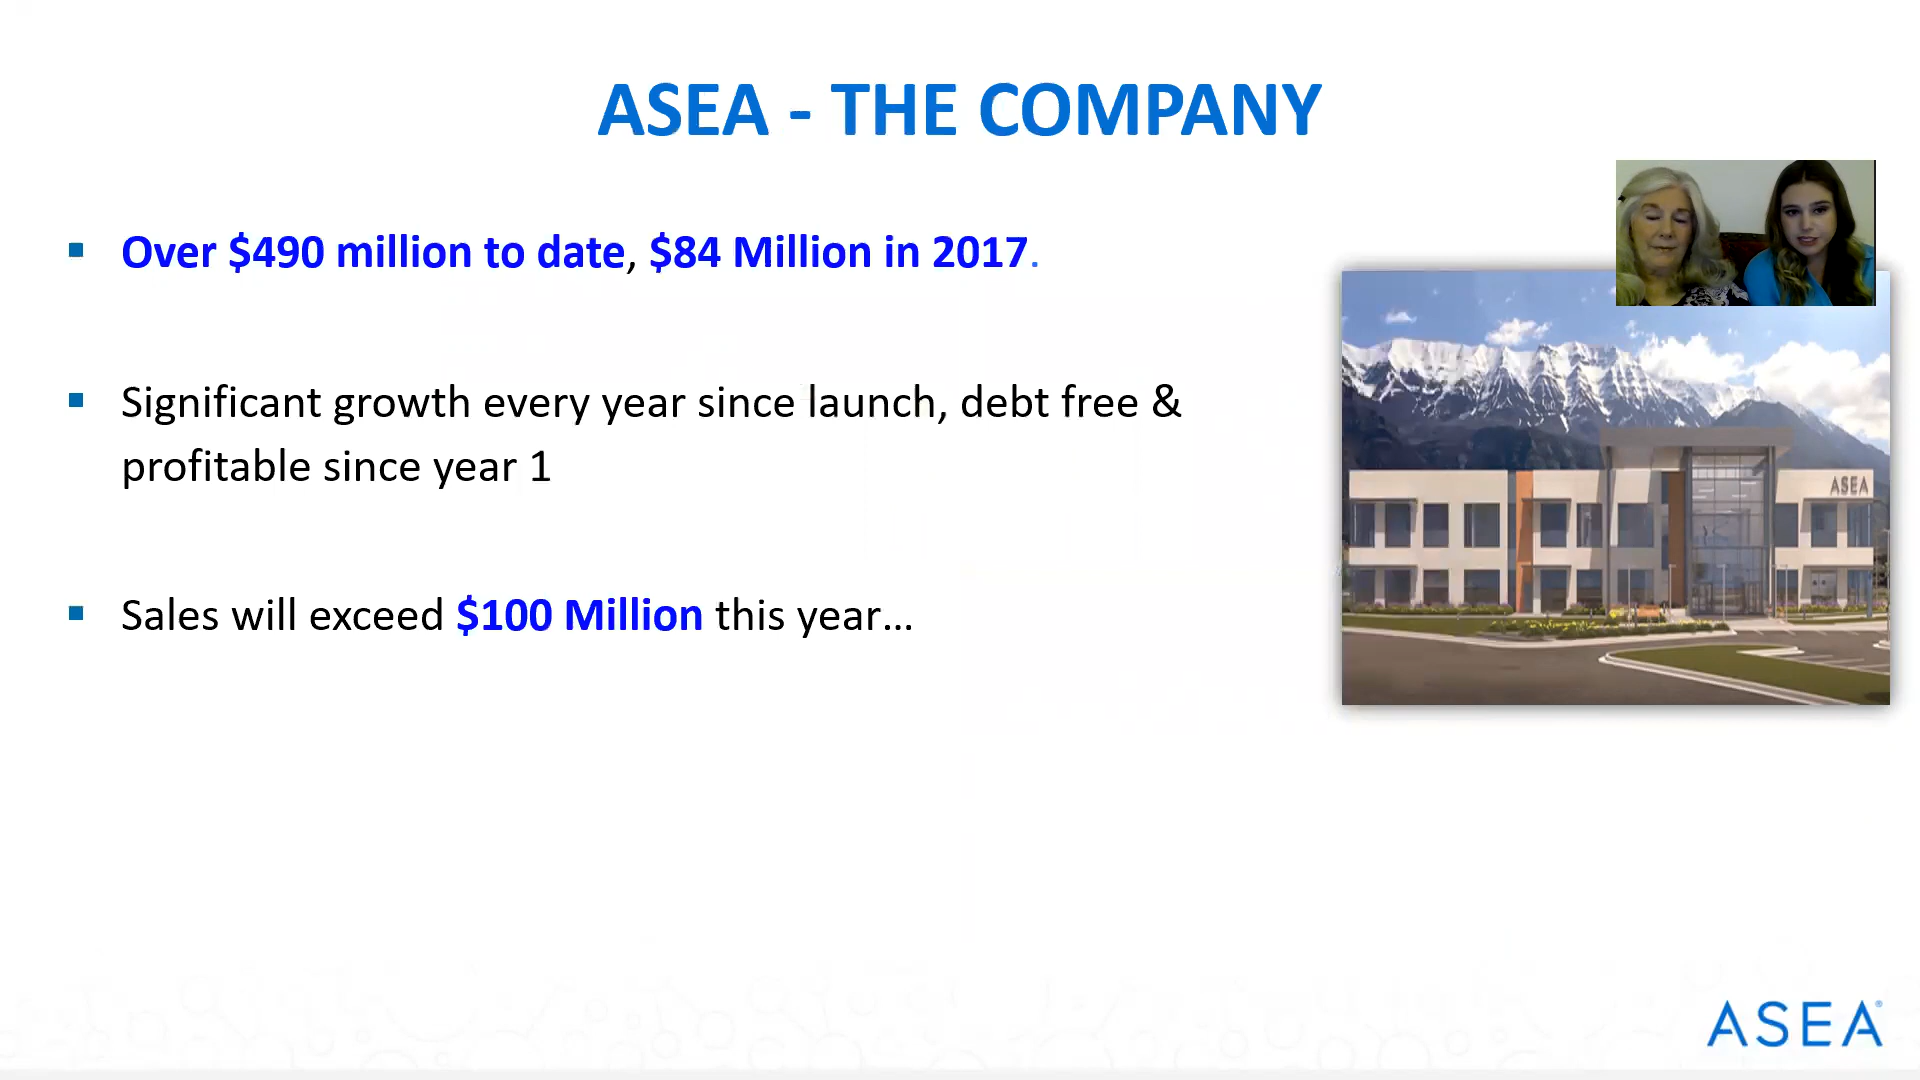 ASEA - THE COMPANY
▪ Over $490 million to date, $84 Million in 2017.
▪ Significant growth every year since launch, debt free &
profitable since year 1
▪ Sales will exceed $100 Million this year…
ASEA
ASEA®